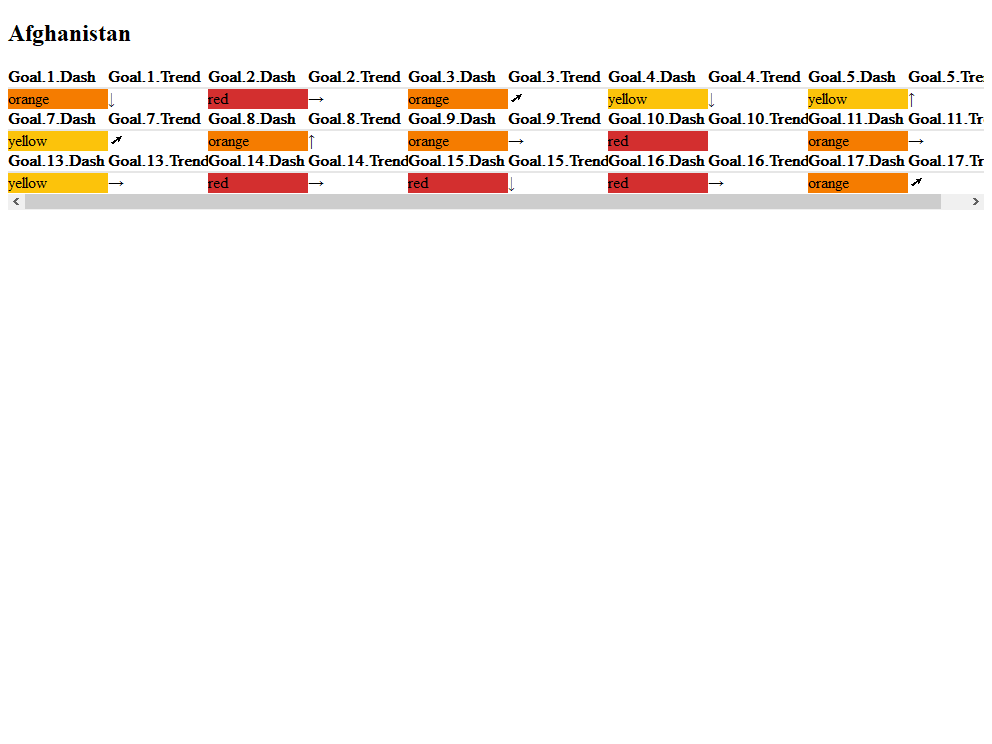 Afghanistan
Goal.1.Dash Goal.1.Trend Goal.2.Dash Goal.2.Trend Goal.3.Dash Goal.3.Trend Goal.4.Dash Goal.4.Trend Goal.5.Dash Goal.5.Tre
orange ↓ red → orange ➚ yellow ↓ yellow ↑
Goal.7.Dash Goal.7.Trend Goal.8.Dash Goal.8.Trend Goal.9.Dash Goal.9.Trend Goal.10.Dash Goal.10.Trend Goal.11.Dash Goal.11.Tr
yellow ➚ orange ↑ orange → red orange →
Goal.13.Dash Goal.13.Trend Goal.14.Dash Goal.14.Trend Goal.15.Dash Goal.15.Trend Goal.16.Dash Goal.16.Trend Goal.17.Dash Goal.17.Tr
yellow → red → red ↓ red → orange ➚